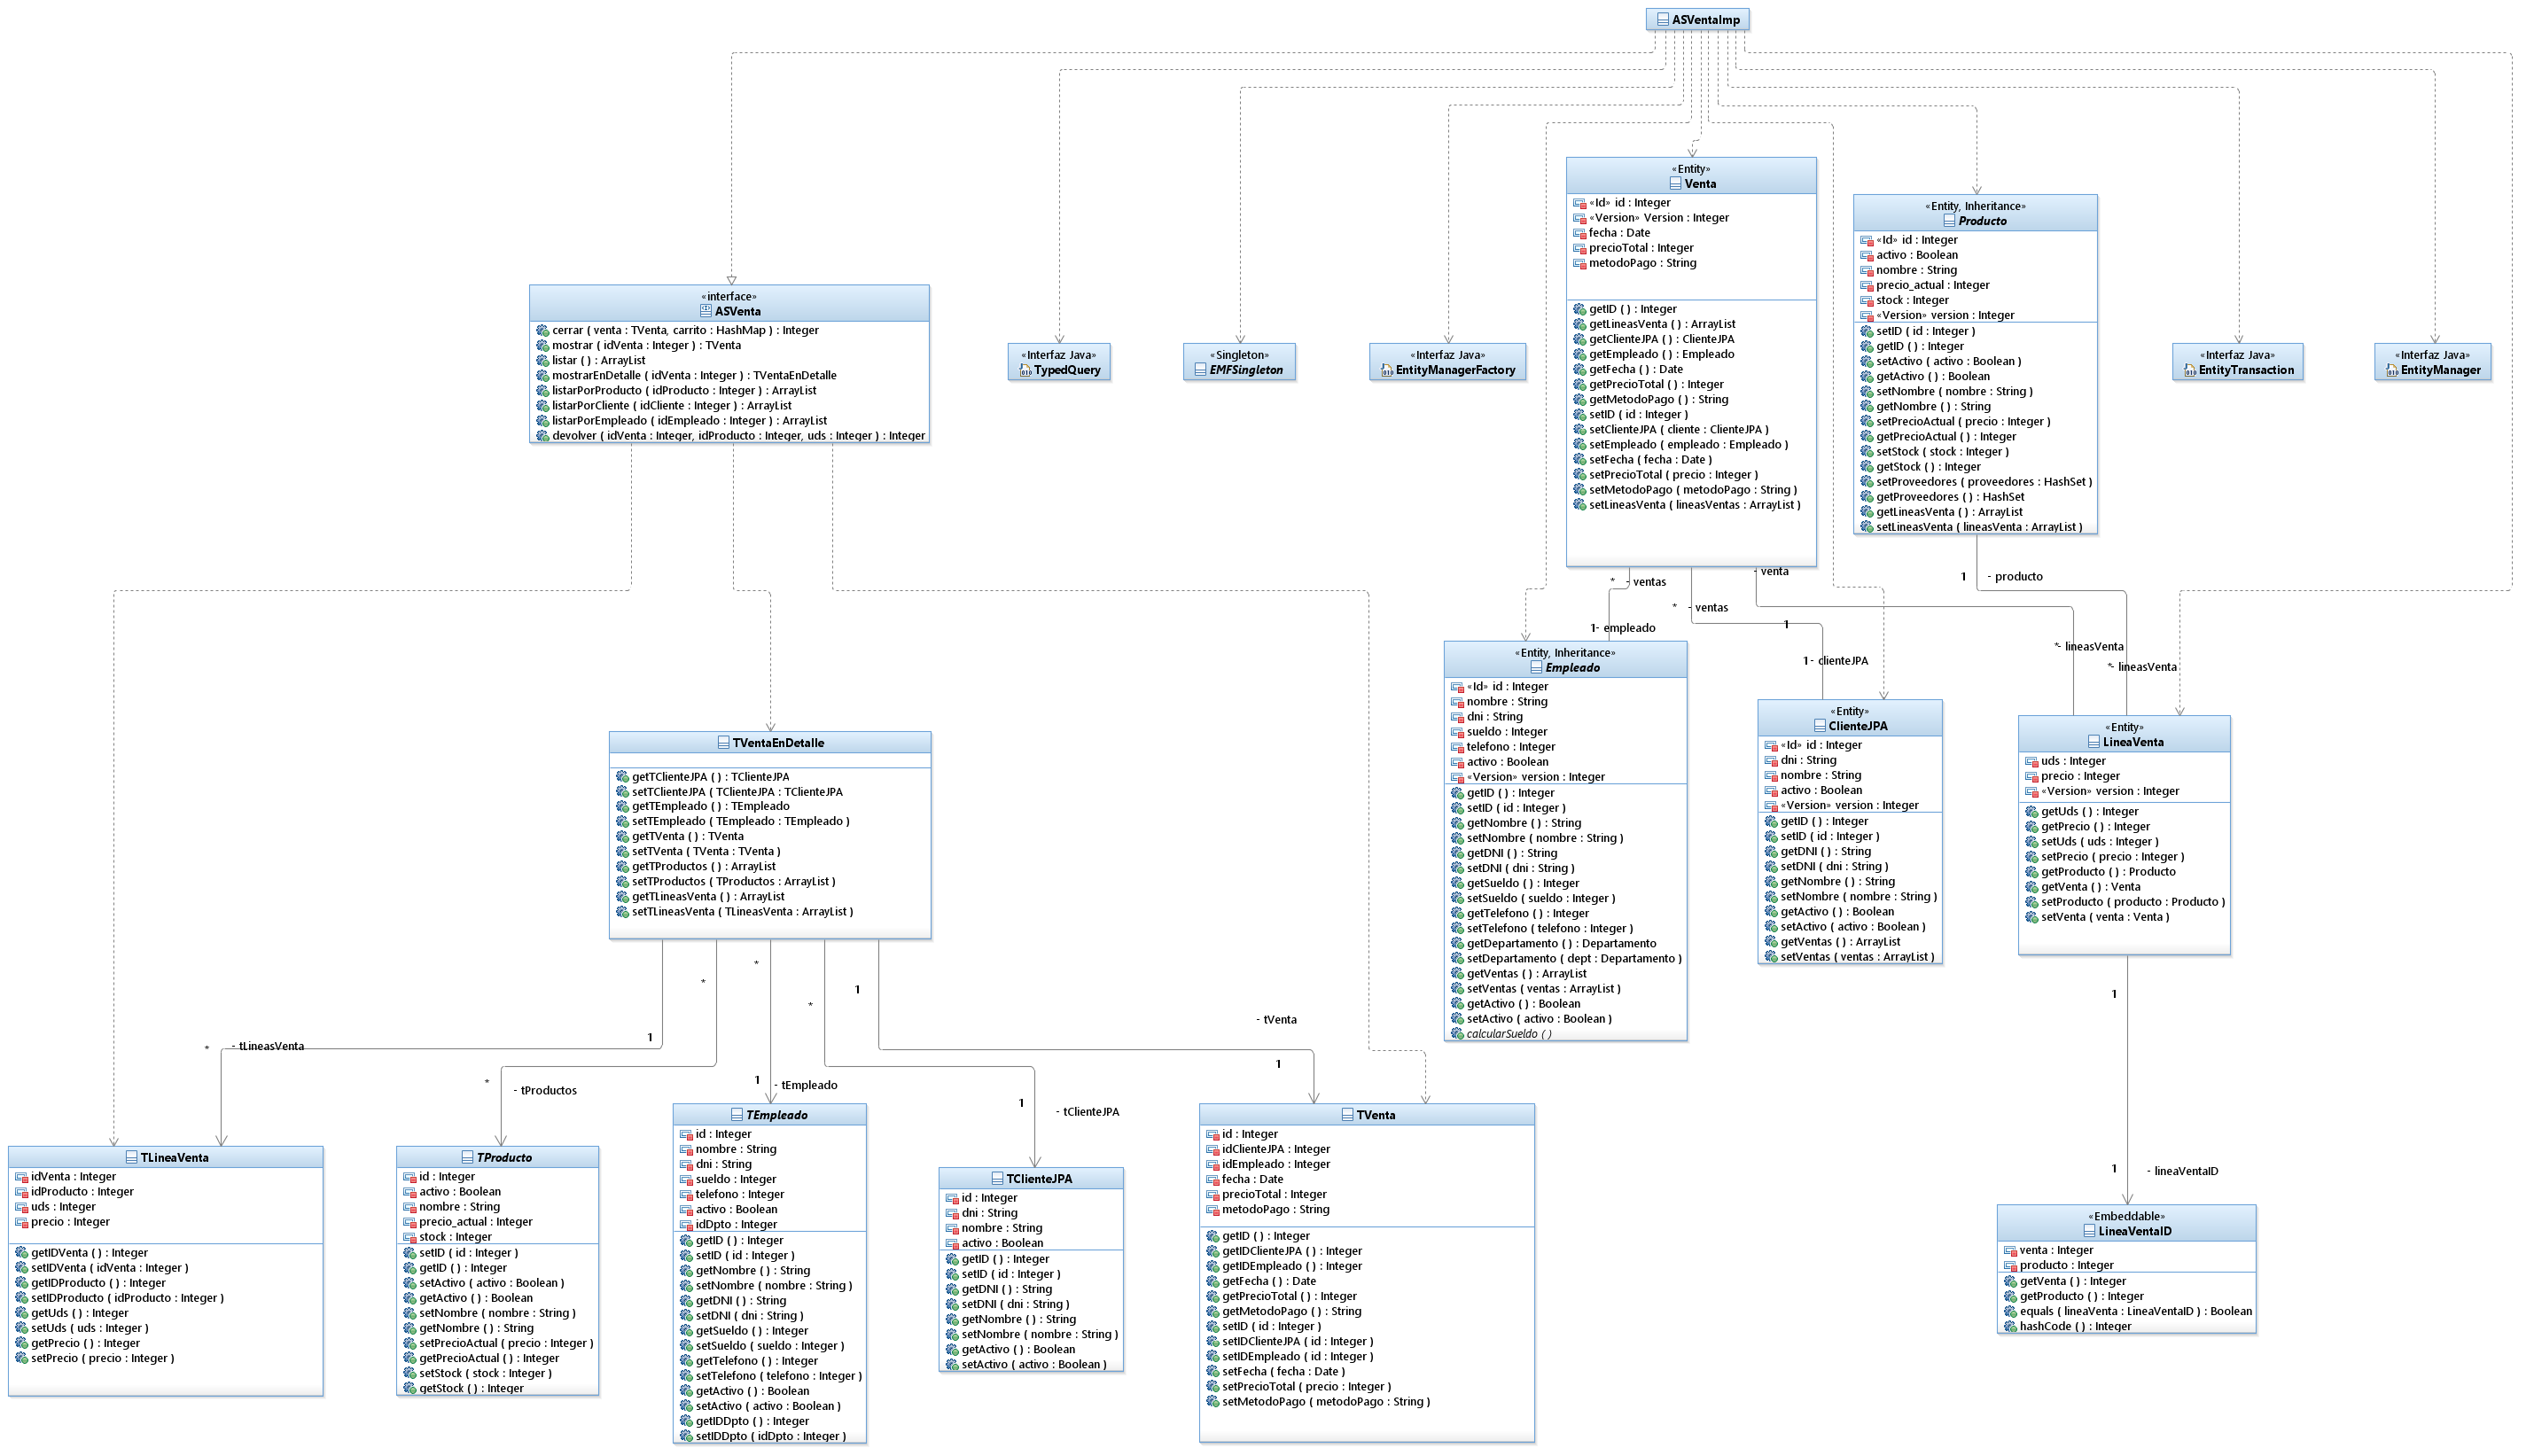 ASVentaImp
«interface»
ASVenta
cerrar ( venta : TVenta, carrito : HashMap ) : Integer
mostrar ( idVenta : Integer ) : TVenta
listar ( ) : ArrayList
mostrarEnDetalle ( idVenta : Integer ) : TVentaEnDetalle
listarPorProducto ( idProducto : Integer ) : ArrayList
listarPorCliente ( idCliente : Integer ) : ArrayList
listarPorEmpleado ( idEmpleado : Integer ) : ArrayList
devolver ( idVenta : Integer, idProducto : Integer, uds : Integer ) : Integer
«Interfaz Java»
TypedQuery
«Singleton»
EMFSingleton
«Interfaz Java»
EntityManagerFactory
«Entity»
Venta
«Id» id : Integer
«Version» Version : Integer
fecha : Date
precioTotal : Integer
metodoPago : String
getID ( ) : Integer
getLineasVenta ( ) : ArrayList
getClienteJPA ( ) : ClienteJPA
getEmpleado ( ) : Empleado
getFecha ( ) : Date
getPrecioTotal ( ) : Integer
getMetodoPago ( ) : String
setID ( id : Integer )
setClienteJPA ( cliente : ClienteJPA )
setEmpleado ( empleado : Empleado )
setFecha ( fecha : Date )
setPrecioTotal ( precio : Integer )
setMetodoPago ( metodoPago : String )
setLineasVenta ( lineasVentas : ArrayList )
«Entity, Inheritance»
Producto
«Id» id : Integer
activo : Boolean
nombre : String
precio_actual : Integer
stock : Integer
«Version» version : Integer
setID ( id : Integer )
getID ( ) : Integer
setActivo ( activo : Boolean )
getActivo ( ) : Boolean
setNombre ( nombre : String )
getNombre ( ) : String
setPrecioActual ( precio : Integer )
getPrecioActual ( ) : Integer
setStock ( stock : Integer )
getStock ( ) : Integer
setProveedores ( proveedores : HashSet )
getProveedores ( ) : HashSet
getLineasVenta ( ) : ArrayList
setLineasVenta ( lineasVenta : ArrayList )
«Interfaz Java»
EntityTransaction
«Interfaz Java»
EntityManager
* - ventas
- venta
1 - producto
* - ventas
1
1 - empleado
1 - clienteJPA
* - lineasVenta
* - lineasVenta
«Entity, Inheritance»
Empleado
«Id» id : Integer
nombre : String
dni : String
sueldo : Integer
telefono : Integer
activo : Boolean
«Version» version : Integer
getID ( ) : Integer
setID ( id : Integer )
getNombre ( ) : String
setNombre ( nombre : String )
getDNI ( ) : String
setDNI ( dni : String )
getSueldo ( ) : Integer
setSueldo ( sueldo : Integer )
getTelefono ( ) : Integer
setTelefono ( telefono : Integer )
getDepartamento ( ) : Departamento
setDepartamento ( dept : Departamento )
getVentas ( ) : ArrayList
setVentas ( ventas : ArrayList )
getActivo ( ) : Boolean
setActivo ( activo : Boolean )
calcularSueldo ( )
«Entity»
ClienteJPA
«Id» id : Integer
dni : String
nombre : String
activo : Boolean
«Version» version : Integer
getID ( ) : Integer
setID ( id : Integer )
getDNI ( ) : String
setDNI ( dni : String )
getNombre ( ) : String
setNombre ( nombre : String )
getActivo ( ) : Boolean
setActivo ( activo : Boolean )
getVentas ( ) : ArrayList
setVentas ( ventas : ArrayList )
«Entity»
LineaVenta
uds : Integer
precio : Integer
«Version» version : Integer
getUds ( ) : Integer
getPrecio ( ) : Integer
setUds ( uds : Integer )
setPrecio ( precio : Integer )
getProducto ( ) : Producto
getVenta ( ) : Venta
setProducto ( producto : Producto )
setVenta ( venta : Venta )
TVentaEnDetalle
getTClienteJPA ( ) : TClienteJPA
setTClienteJPA ( TClienteJPA : TClienteJPA
getTEmpleado ( ) : TEmpleado
setTEmpleado ( TEmpleado : TEmpleado )
getTVenta ( ) : TVenta
setTVenta ( TVenta : TVenta )
getTProductos ( ) : ArrayList
setTProductos ( TProductos : ArrayList )
getTLineasVenta ( ) : ArrayList
setTLineasVenta ( TLineasVenta : ArrayList )
*
*
1
*
1
- tVenta
1
* - tLineasVenta
1
*
- tProductos
1 - tEmpleado
1
- tClienteJPA
1
1
- lineaVentaID
TLineaVenta
idVenta : Integer
idProducto : Integer
uds : Integer
precio : Integer
getIDVenta ( ) : Integer
setIDVenta ( idVenta : Integer )
getIDProducto ( ) : Integer
setIDProducto ( idProducto : Integer )
getUds ( ) : Integer
setUds ( uds : Integer )
getPrecio ( ) : Integer
setPrecio ( precio : Integer )
TProducto
id : Integer
activo : Boolean
nombre : String
precio_actual : Integer
stock : Integer
setID ( id : Integer )
getID ( ) : Integer
setActivo ( activo : Boolean )
getActivo ( ) : Boolean
setNombre ( nombre : String )
getNombre ( ) : String
setPrecioActual ( precio : Integer )
getPrecioActual ( ) : Integer
setStock ( stock : Integer )
getStock ( ) : Integer
TEmpleado
id : Integer
nombre : String
dni : String
sueldo : Integer
telefono : Integer
activo : Boolean
idDpto : Integer
getID ( ) : Integer
setID ( id : Integer )
getNombre ( ) : String
setNombre ( nombre : String )
getDNI ( ) : String
setDNI ( dni : String )
getSueldo ( ) : Integer
setSueldo ( sueldo : Integer )
getTelefono ( ) : Integer
setTelefono ( telefono : Integer )
getActivo ( ) : Boolean
setActivo ( activo : Boolean )
getIDDpto ( ) : Integer
setIDDpto ( idDpto : Integer )
TClienteJPA
id : Integer
dni : String
nombre : String
activo : Boolean
getID ( ) : Integer
setID ( id : Integer )
getDNI ( ) : String
setDNI ( dni : String )
getNombre ( ) : String
setNombre ( nombre : String )
getActivo ( ) : Boolean
setActivo ( activo : Boolean )
TVenta
id : Integer
idClienteJPA : Integer
idEmpleado : Integer
fecha : Date
precioTotal : Integer
metodoPago : String
getID ( ) : Integer
getIDClienteJPA ( ) : Integer
getIDEmpleado ( ) : Integer
getFecha ( ) : Date
getPrecioTotal ( ) : Integer
getMetodoPago ( ) : String
setID ( id : Integer )
setIDClienteJPA ( id : Integer )
setIDEmpleado ( id : Integer )
setFecha ( fecha : Date )
setPrecioTotal ( precio : Integer )
setMetodoPago ( metodoPago : String )
«Embeddable»
LineaVentaID
venta : Integer
producto : Integer
getVenta ( ) : Integer
getProducto ( ) : Integer
equals ( lineaVenta : LineaVentaID ) : Boolean
hashCode ( ) : Integer